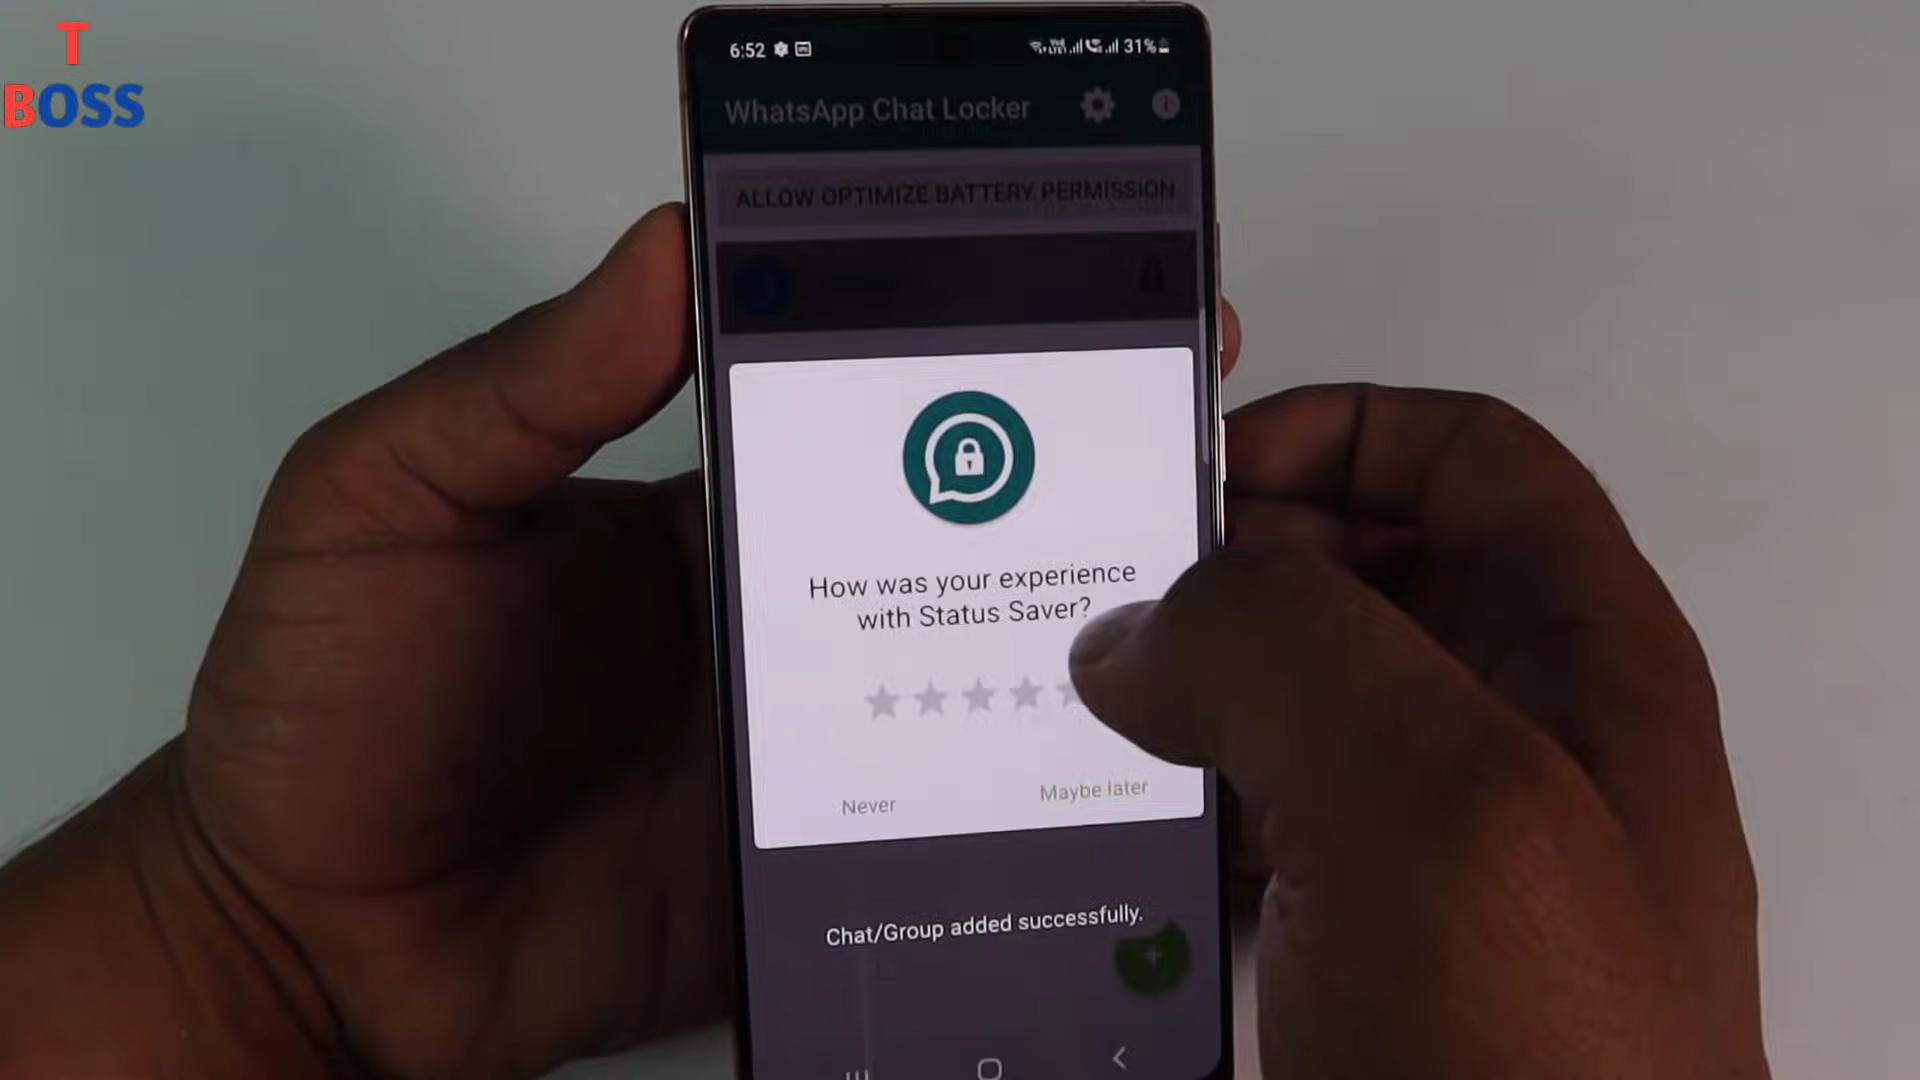 T
BOSS
6:52
31%
WhatsApp Chat Locker
ALLOW OPTIMIZE BATTERY PERMISSION
How was your experience
with Status Saver?
Never
Maybe later
Chat/Group added successfully.